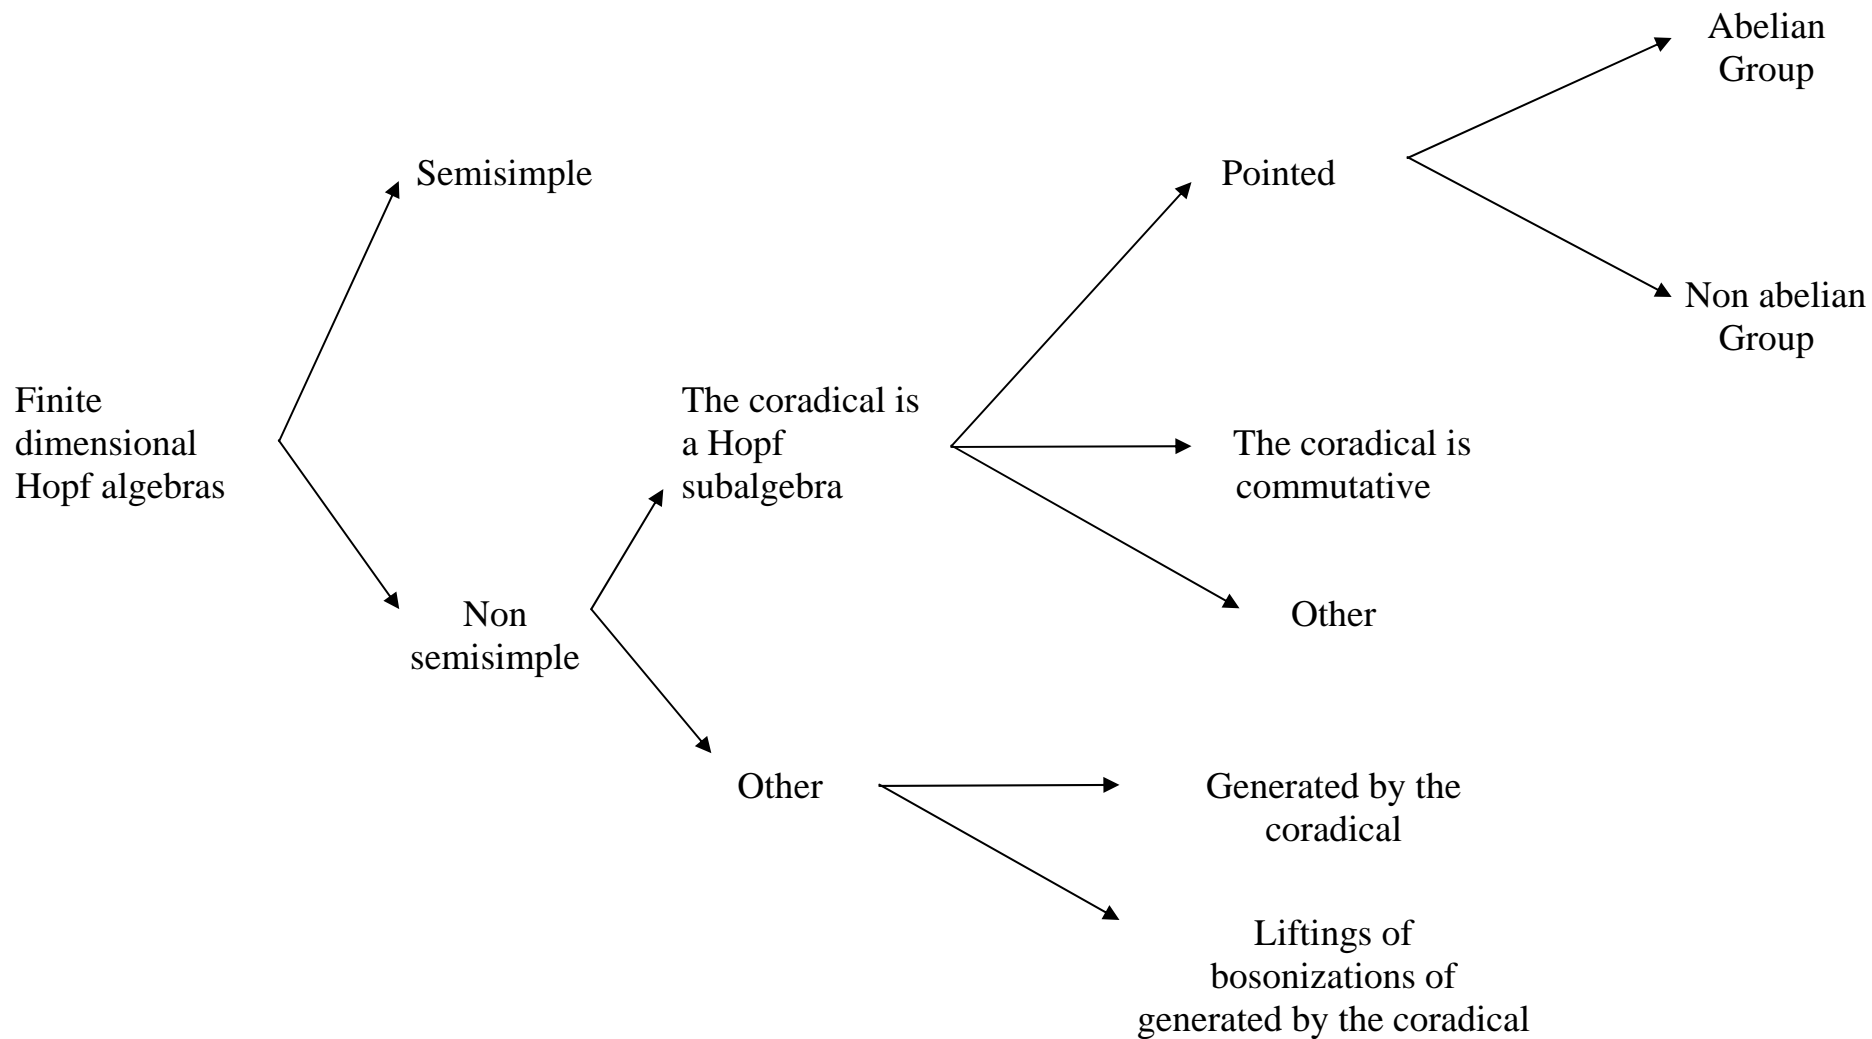 Abelian
Group
Semisimple
Pointed
Non abelian
Group
Finite
dimensional
Hopf algebras
The coradical is
a Hopf
subalgebra
The coradical is
commutative
Non
semisimple
Other
Other
Generated by the
coradical
Liftings of
bosonizations of
generated by the coradical